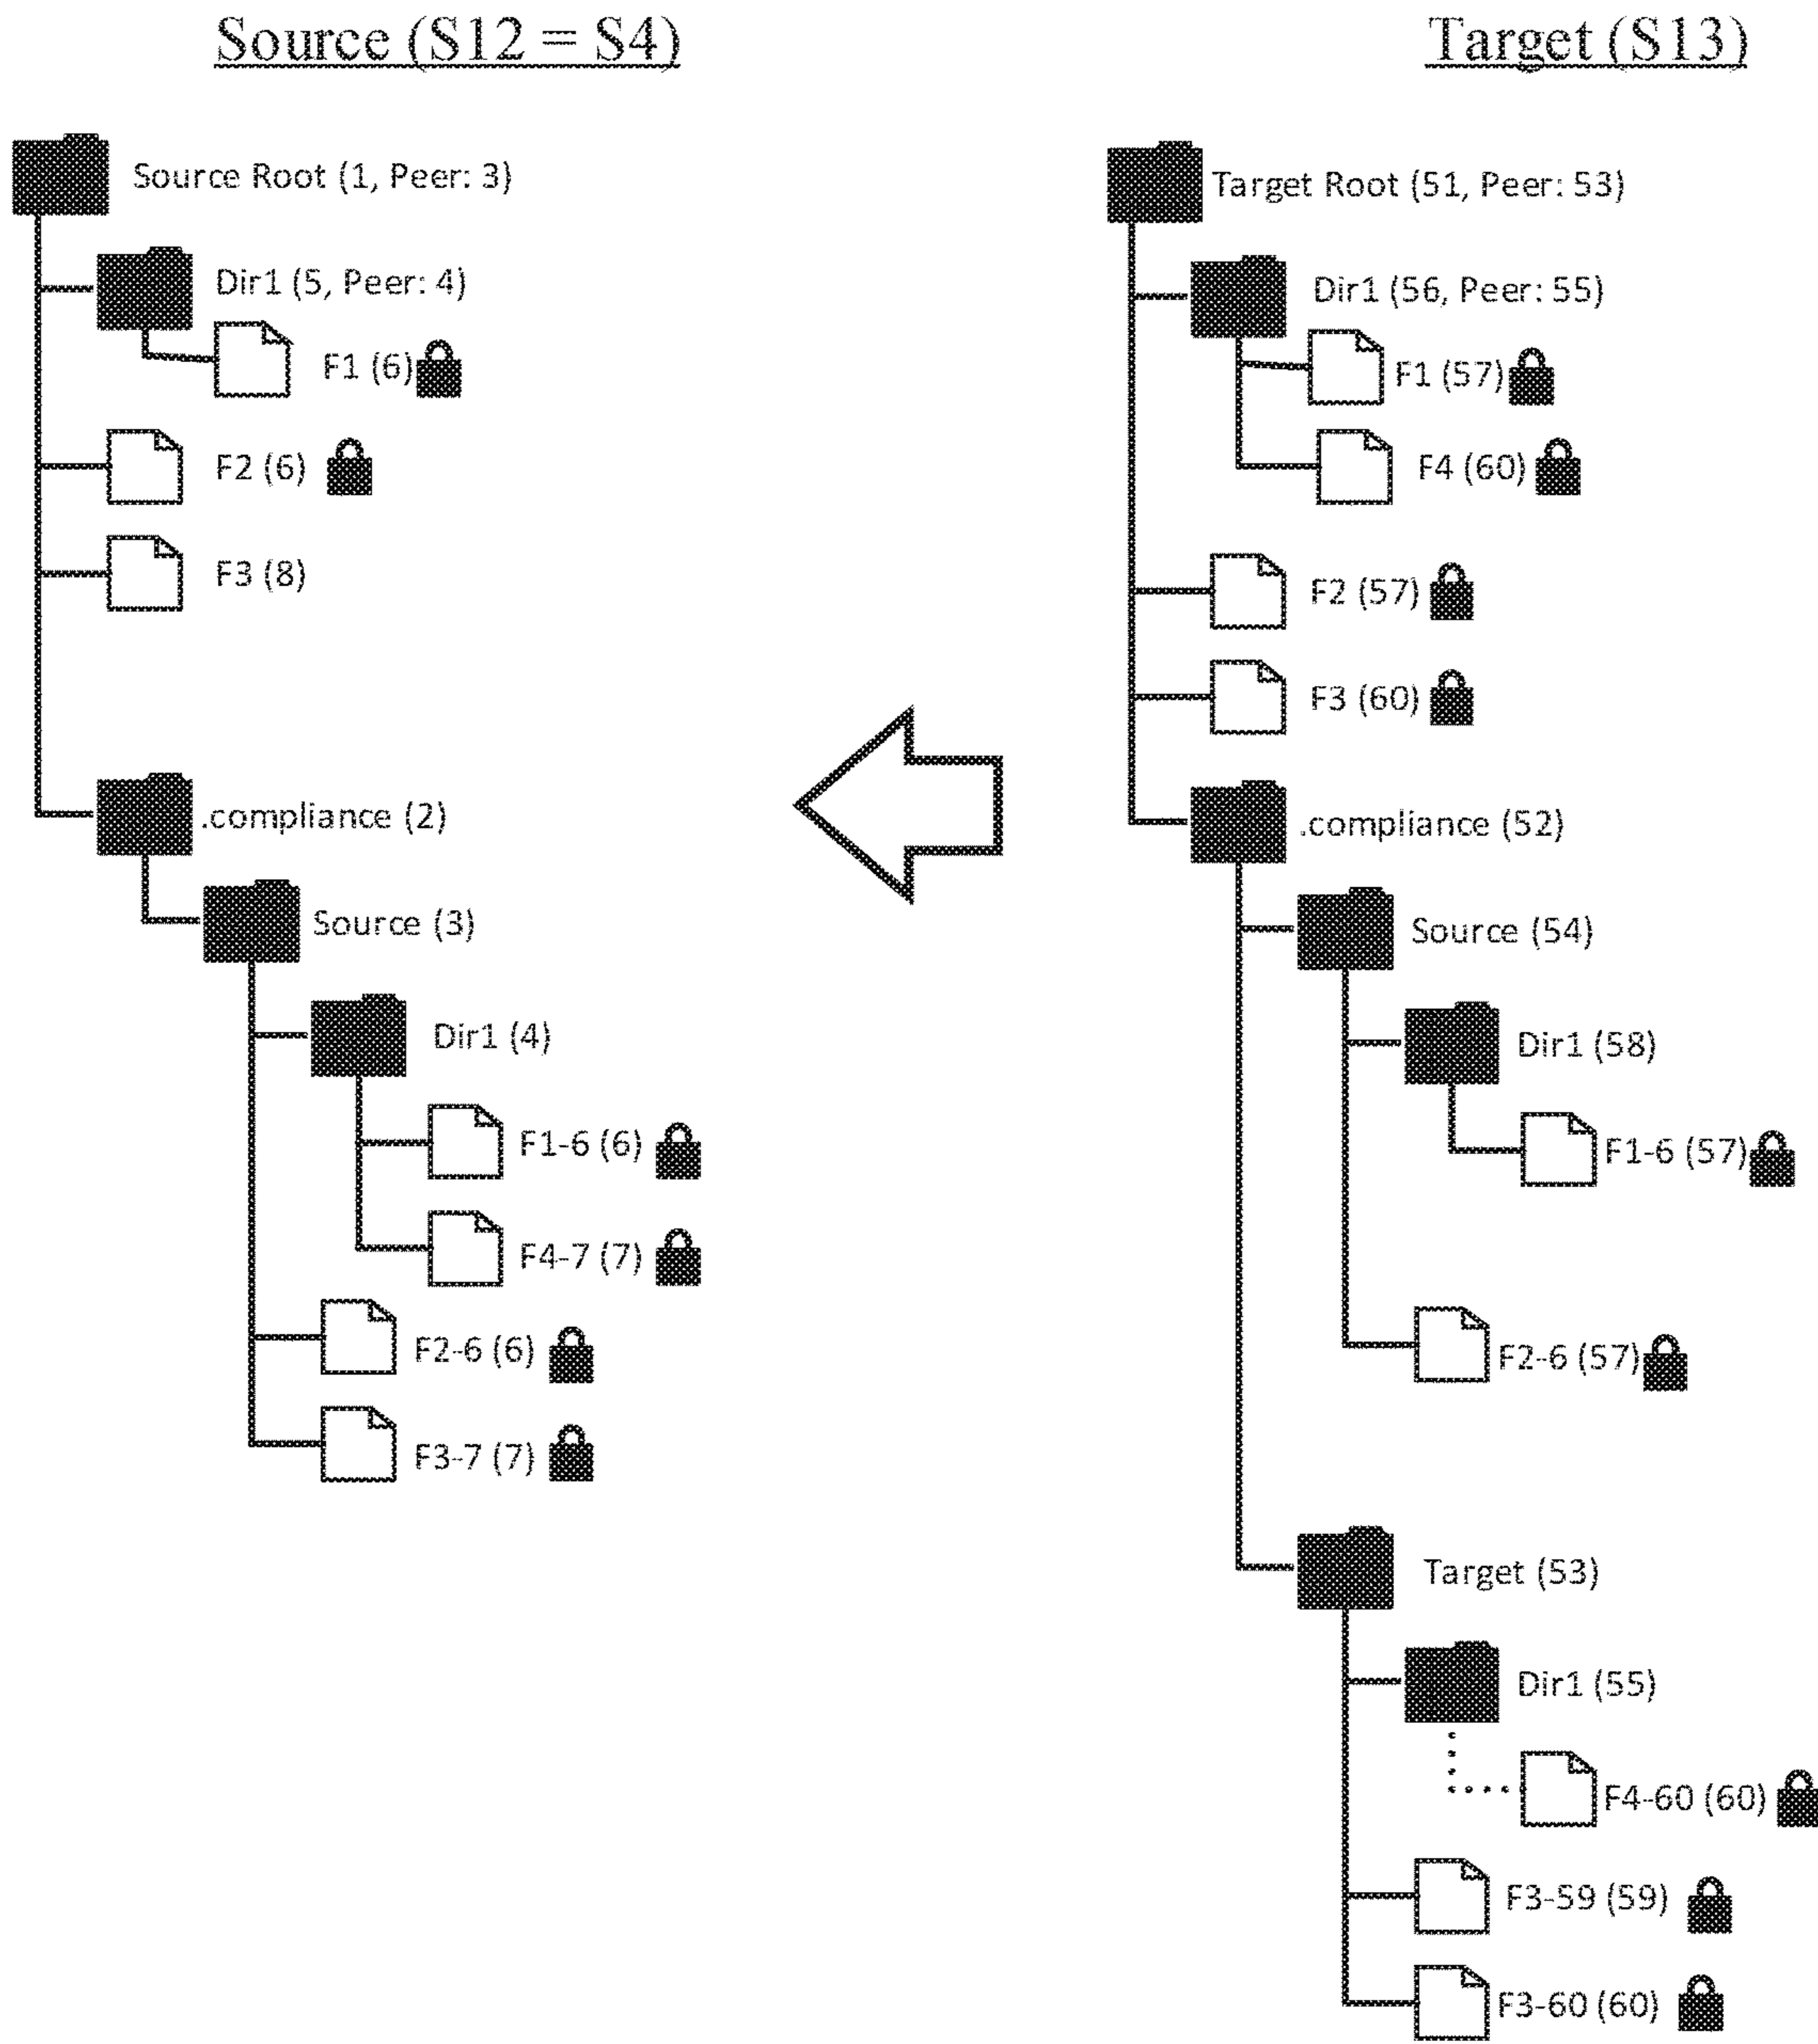 Source (S12 = S4)
Source Root (1, Peer: 3)
Dir1 (5, Peer: 4)
F1 (6)
F2 (6)
F3 (8)
.compliance (2)
Source (3)
Dir1 (4)
F1-6 (6)
F4-7 (7)
F2-6 (6)
F3-7 (7)
Target (S13)
Target Root (51, Peer: 53)
Dir1 (56, Peer: 55)
F1 (57)
F4 (60)
F2 (57)
F3 (60)
.compliance (52)
Source (54)
Dir1 (58)
F1-6 (57)
F2-6 (57)
Target (53)
Dir1 (55)
F4-60 (60)
F3-59 (59)
F3-60 (60)